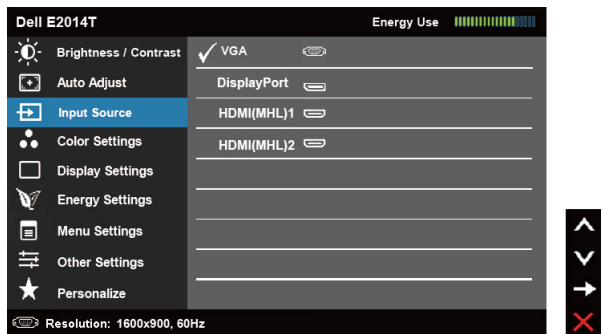 Dell E2014T Energy Use
Brightness / Contrast VGA
Auto Adjust DisplayPort
Input Source HDMI(MHL)1
Color Settings HDMI(MHL)2
Display Settings
Energy Settings
Menu Settings
Other Settings
Personalize
Resolution: 1600x900, 60Hz